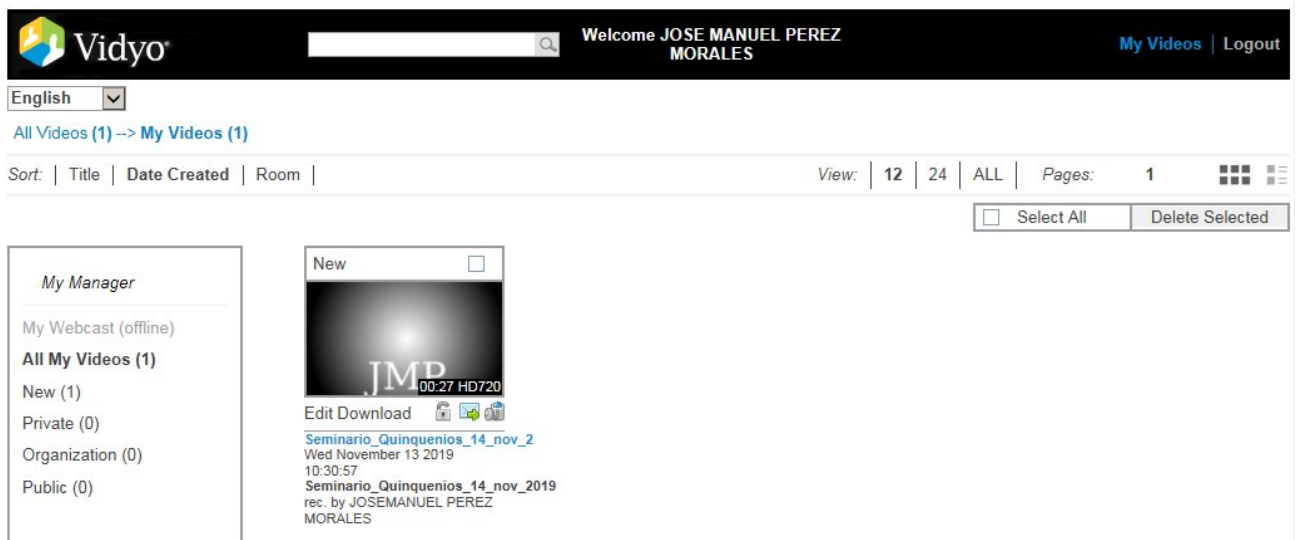 Vidyo
Welcome JOSE MANUEL PEREZ
MORALES
My Videos | Logout
English
All Videos (1) --> My Videos (1)
Sort: | Title | Date Created | Room |
View: | 12 | 24 | ALL | Pages: 1
Select All
Delete Selected
My Manager
My Webcast (offline)
All My Videos (1)
New (1)
Private (0)
Organization (0)
Public (0)
New
JMP
00:27 HD720
Edit Download
Seminario_Quinquenios_14_nov_2
Wed November 13 2019
10:30:57
Seminario_Quinquenios_14_nov_2019
rec. by JOSEMANUEL PEREZ
MORALES